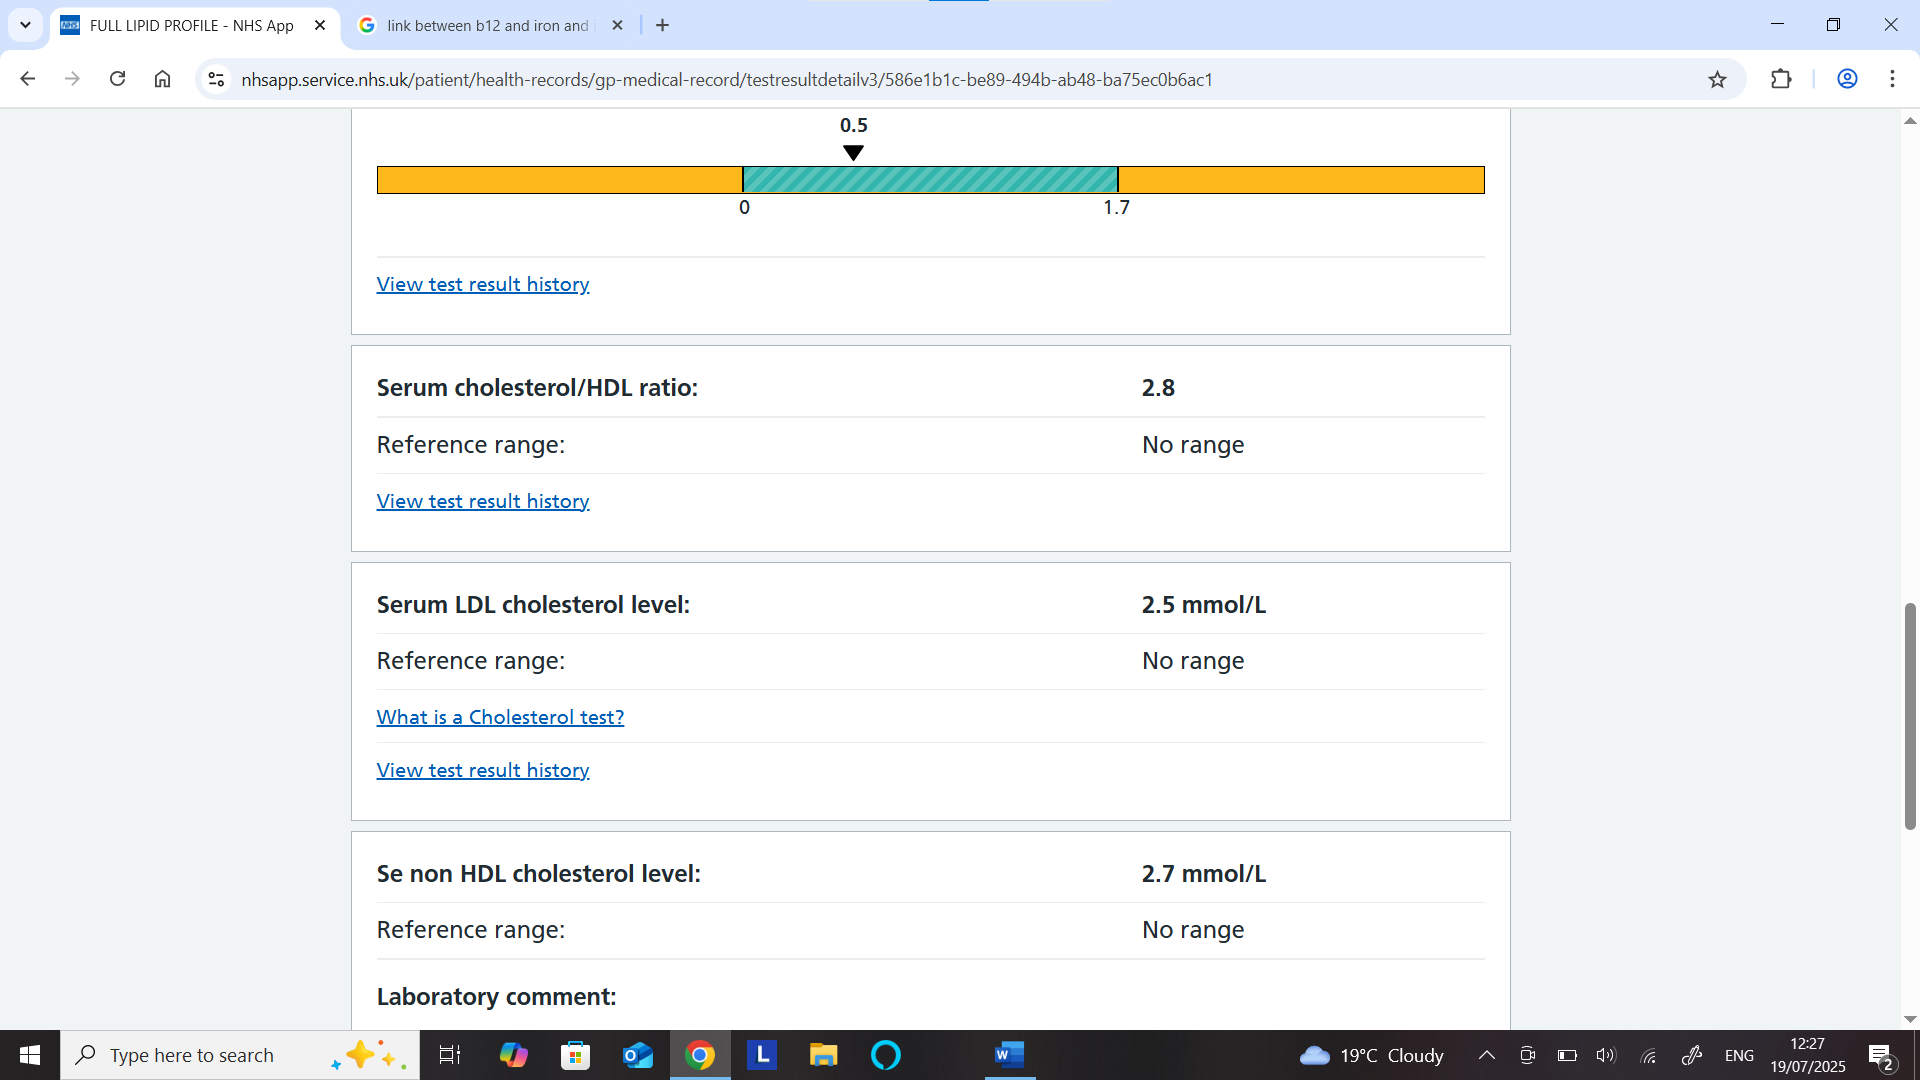 FULL LIPID PROFILE - NHS App
link between b12 and iron and
nhsapp.service.nhs.uk/patient/health-records/gp-medical-record/testresultdetailv3/586e1b1c-be89-494b-ab48-ba75ec0b6ac1
0.5
0 1.7
View test result history
Serum cholesterol/HDL ratio: 2.8
Reference range: No range
View test result history
Serum LDL cholesterol level: 2.5 mmol/L
Reference range: No range
What is a Cholesterol test?
View test result history
Se non HDL cholesterol level: 2.7 mmol/L
Reference range: No range
Laboratory comment:
Type here to search
19°C Cloudy
ENG
12:27
19/07/2025
2